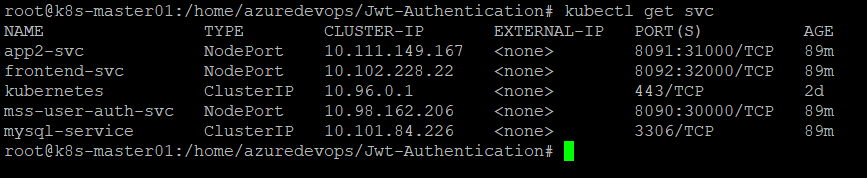 root@k8s-master01:/home/azuredevops/Jwt-Authentication# kubectl get svc
NAME TYPE CLUSTER-IP EXTERNAL-IP PORT(S) AGE
app2-svc NodePort 10.111.149.167 <none> 8091:31000/TCP 89m
frontend-svc NodePort 10.102.228.22 <none> 8092:32000/TCP 89m
kubernetes ClusterIP 10.96.0.1 <none> 443/TCP 2d
mss-user-auth-svc NodePort 10.98.162.206 <none> 8090:30000/TCP 89m
mysql-service ClusterIP 10.101.84.226 <none> 3306/TCP 89m
root@k8s-master01:/home/azuredevops/Jwt-Authentication#